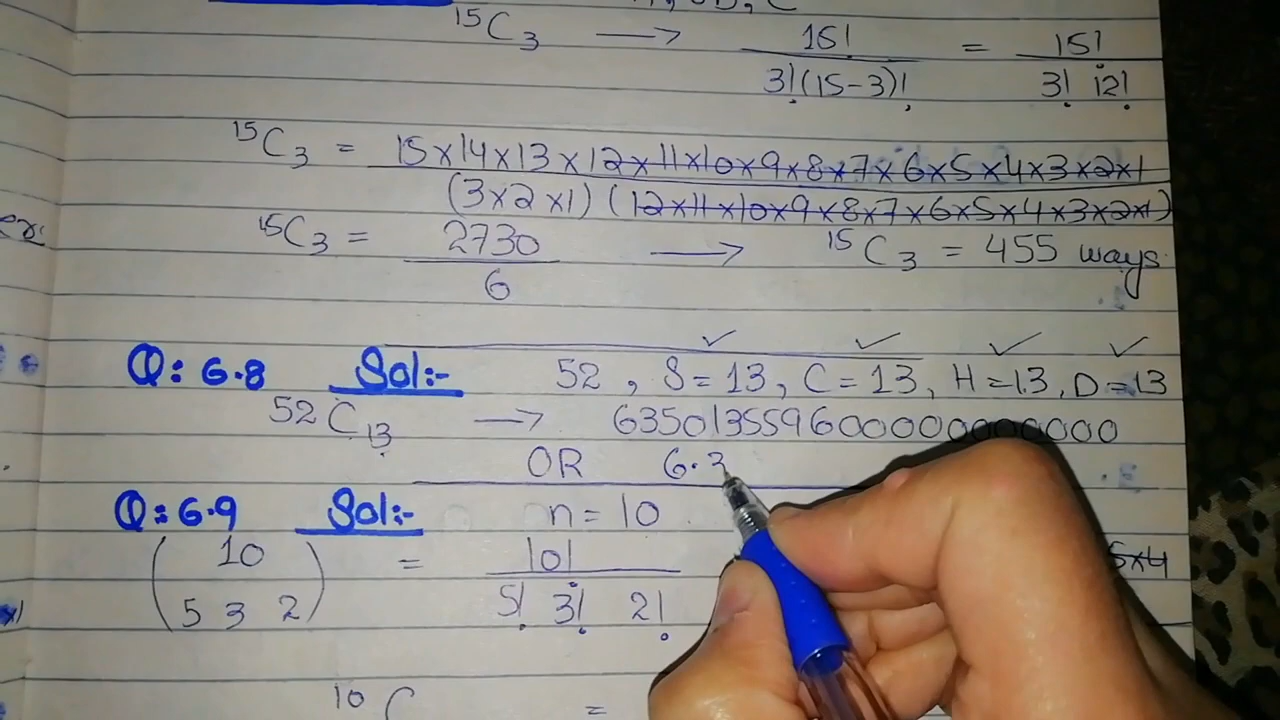 15C3 → 15! / 3!(15-3)! = 15! / 3! 12!
15C3 = 15×14×13×12×11×10×9×8×7×6×5×4×3×2×1 / (3×2×1) (12×11×10×9×8×7×6×5×4×3×2×1)
15C3 = 2730 / 6 → 15C3 = 455 ways
Q: 6.8 Sol:- 52, S = 13, C = 13, H = 13, D = 13
52C13 → 635013559600000000000000
OR 6.3
Q: 6.9 Sol:- n = 10
(10 / 5 3 2) = 10! / 5! 3! 2!
5×4
10C =